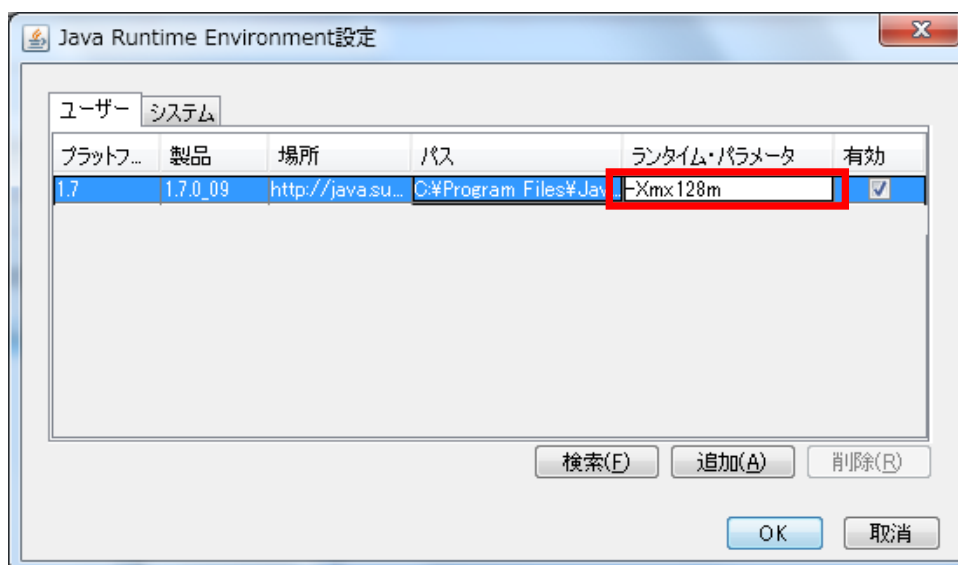 Java Runtime Environment設定
ユーザー システム
プラットフ... 製品 場所 パス ランタイム・パラメータ 有効
1.7 1.7.0_09 http://java.su... C:¥Program Files¥Jav... -Xmx128m
検索(F) 追加(A) 削除(R)
OK 取消